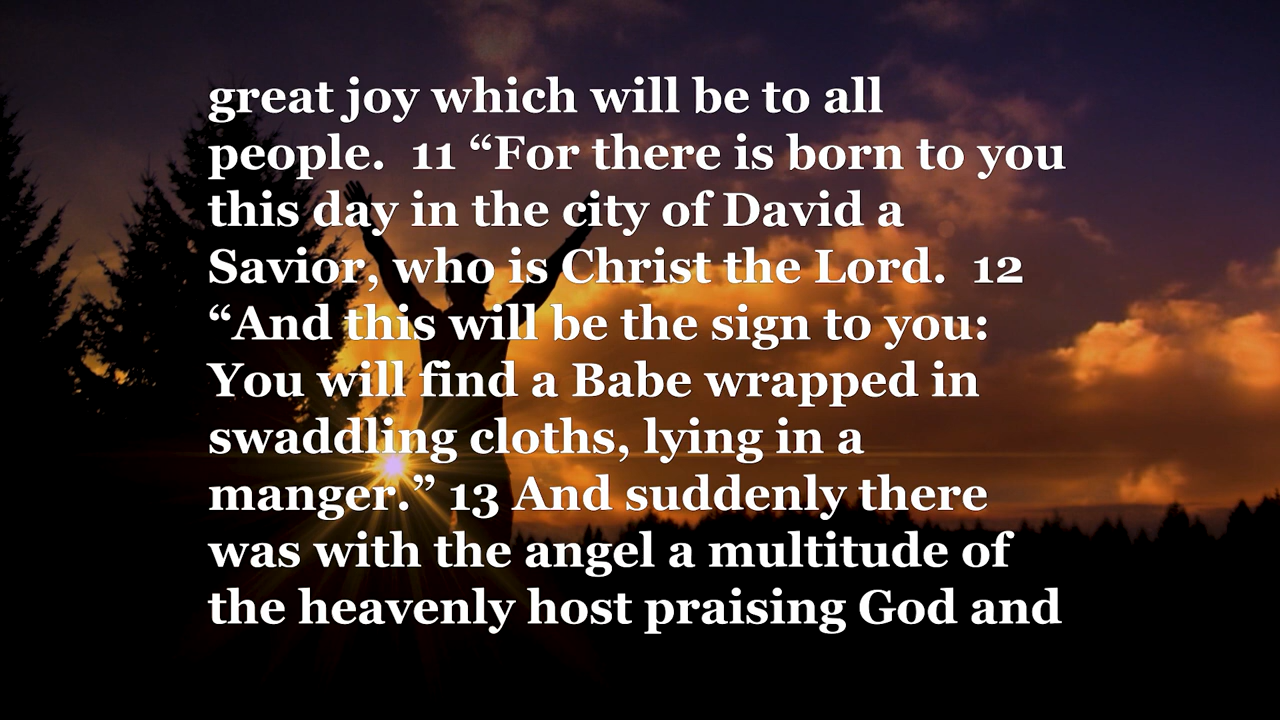 great joy which will be to all
people.  11 “For there is born to you
this day in the city of David a
Savior, who is Christ the Lord.  12
“And this will be the sign to you:
You will find a Babe wrapped in
swaddling cloths, lying in a
manger.” 13 And suddenly there
was with the angel a multitude of
the heavenly host praising God and